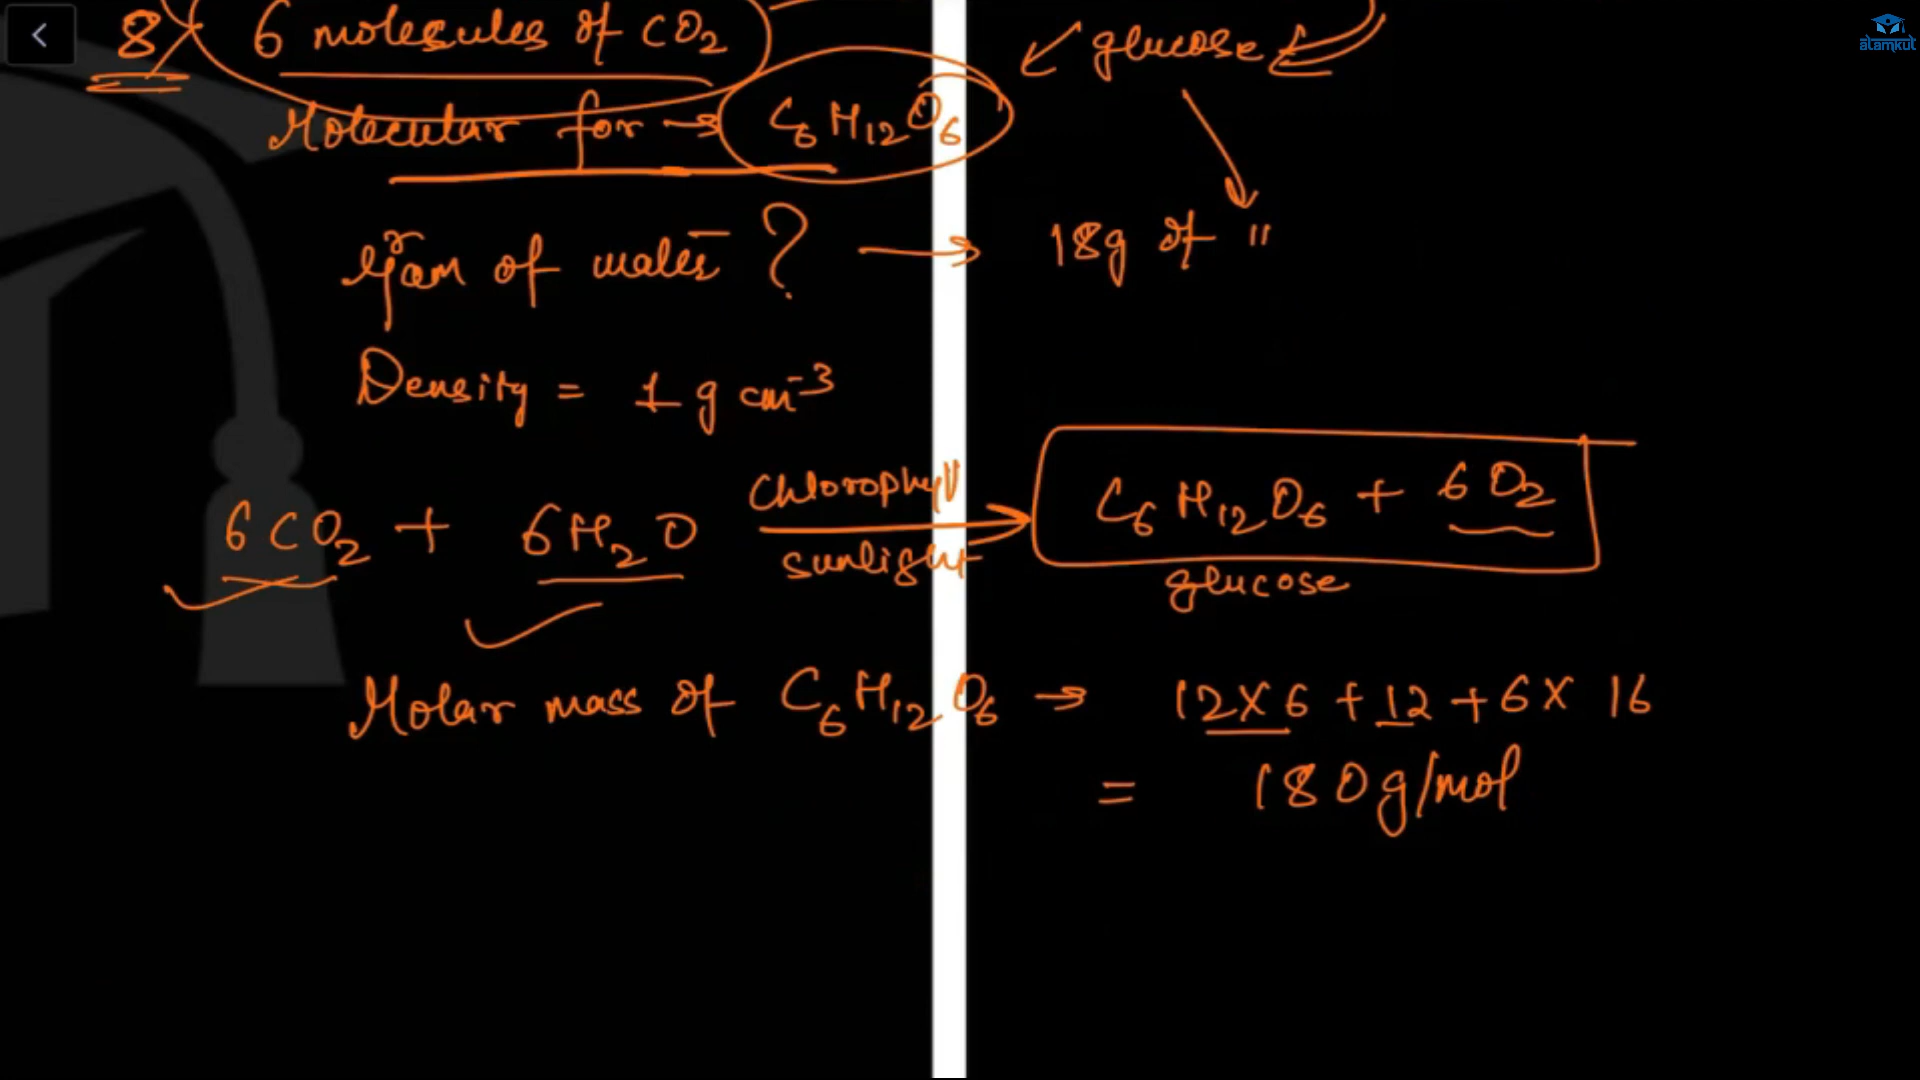 alamkut
8 6 molecules of CO2 glucose
Molecular for → C6H12O6
gram of water ? → 18g of "
Density = 1 g cm-3
6CO2 + 6H2O Chlorophyll sunlight → C6H12O6 + 6O2
glucose
Molar mass of C6H12O6 → 12×6 + 12 + 6× 16
= 180g/mol